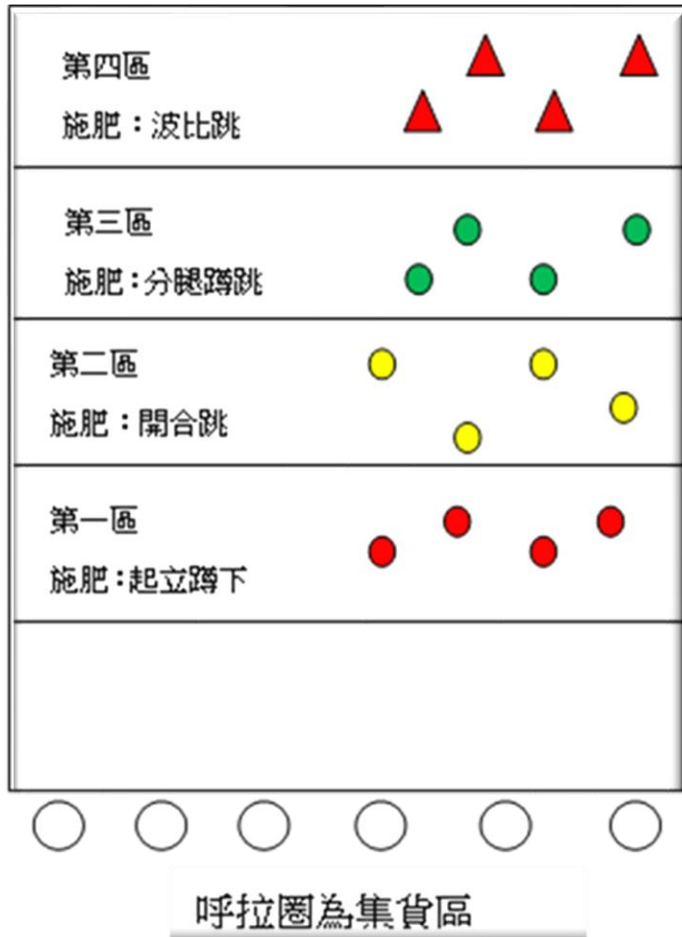 第四區
施肥：波比跳
第三區
施肥：分腿蹲跳
第二區
施肥：開合跳
第一區
施肥：起立蹲下
呼拉圈為集貨區